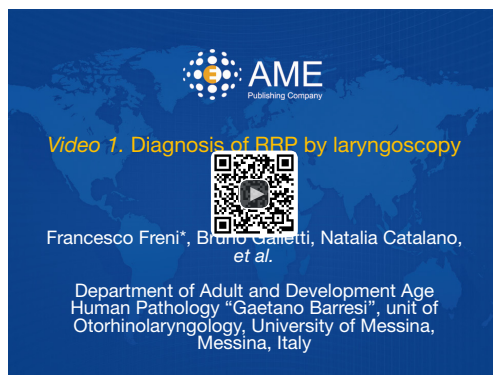 AME
Publishing Company
Video 1. Diagnosis of RRP by laryngoscopy
Francesco Freni*, Bruno Galletti, Natalia Catalano,
et al.
Department of Adult and Development Age
Human Pathology “Gaetano Barresi”, unit of
Otorhinolaryngology, University of Messina,
Messina, Italy